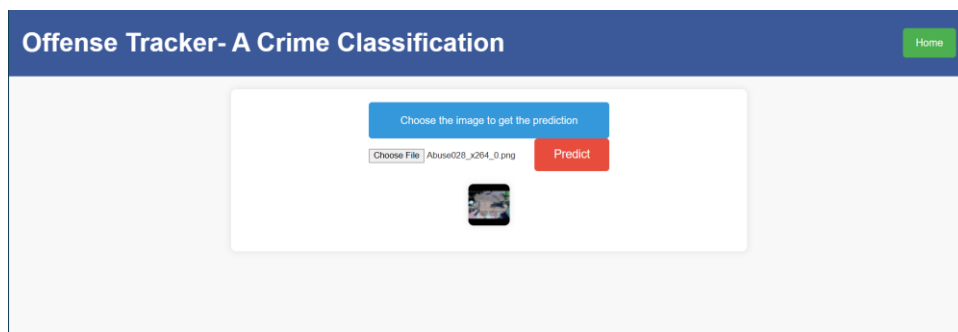 Offense Tracker- A Crime Classification
Home
Choose the image to get the prediction
Choose File Abuse028_x264_0.png
Predict